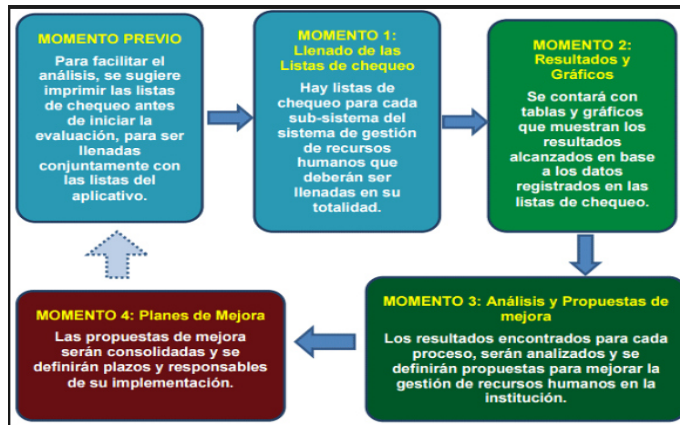 MOMENTO PREVIO
Para facilitar el
análisis, se sugiere
imprimir las listas
de chequeo antes
de iniciar la
evaluación, para ser
llenadas
conjuntamente con
las listas del
aplicativo.
MOMENTO 1:
Llenado de las
Listas de chequeo
Hay listas de
chequeo para cada
sub-sistema del
sistema de gestión
de recursos
humanos que
deberán ser
llenadas en su
totalidad.
MOMENTO 2:
Resultados y
Gráficos
Se contará con
tablas y gráficos
que muestran los
resultados
alcanzados en base
a los datos
registrados en las
listas de chequeo.
MOMENTO 3: Análisis y Propuestas de
mejora
Los resultados encontrados para cada
proceso, serán analizados y se
definirán propuestas para mejorar la
gestión de recursos humanos en la
institución.
MOMENTO 4: Planes de Mejora
Las propuestas de mejora
serán consolidadas y se
definirán plazos y responsables
de su implementación.